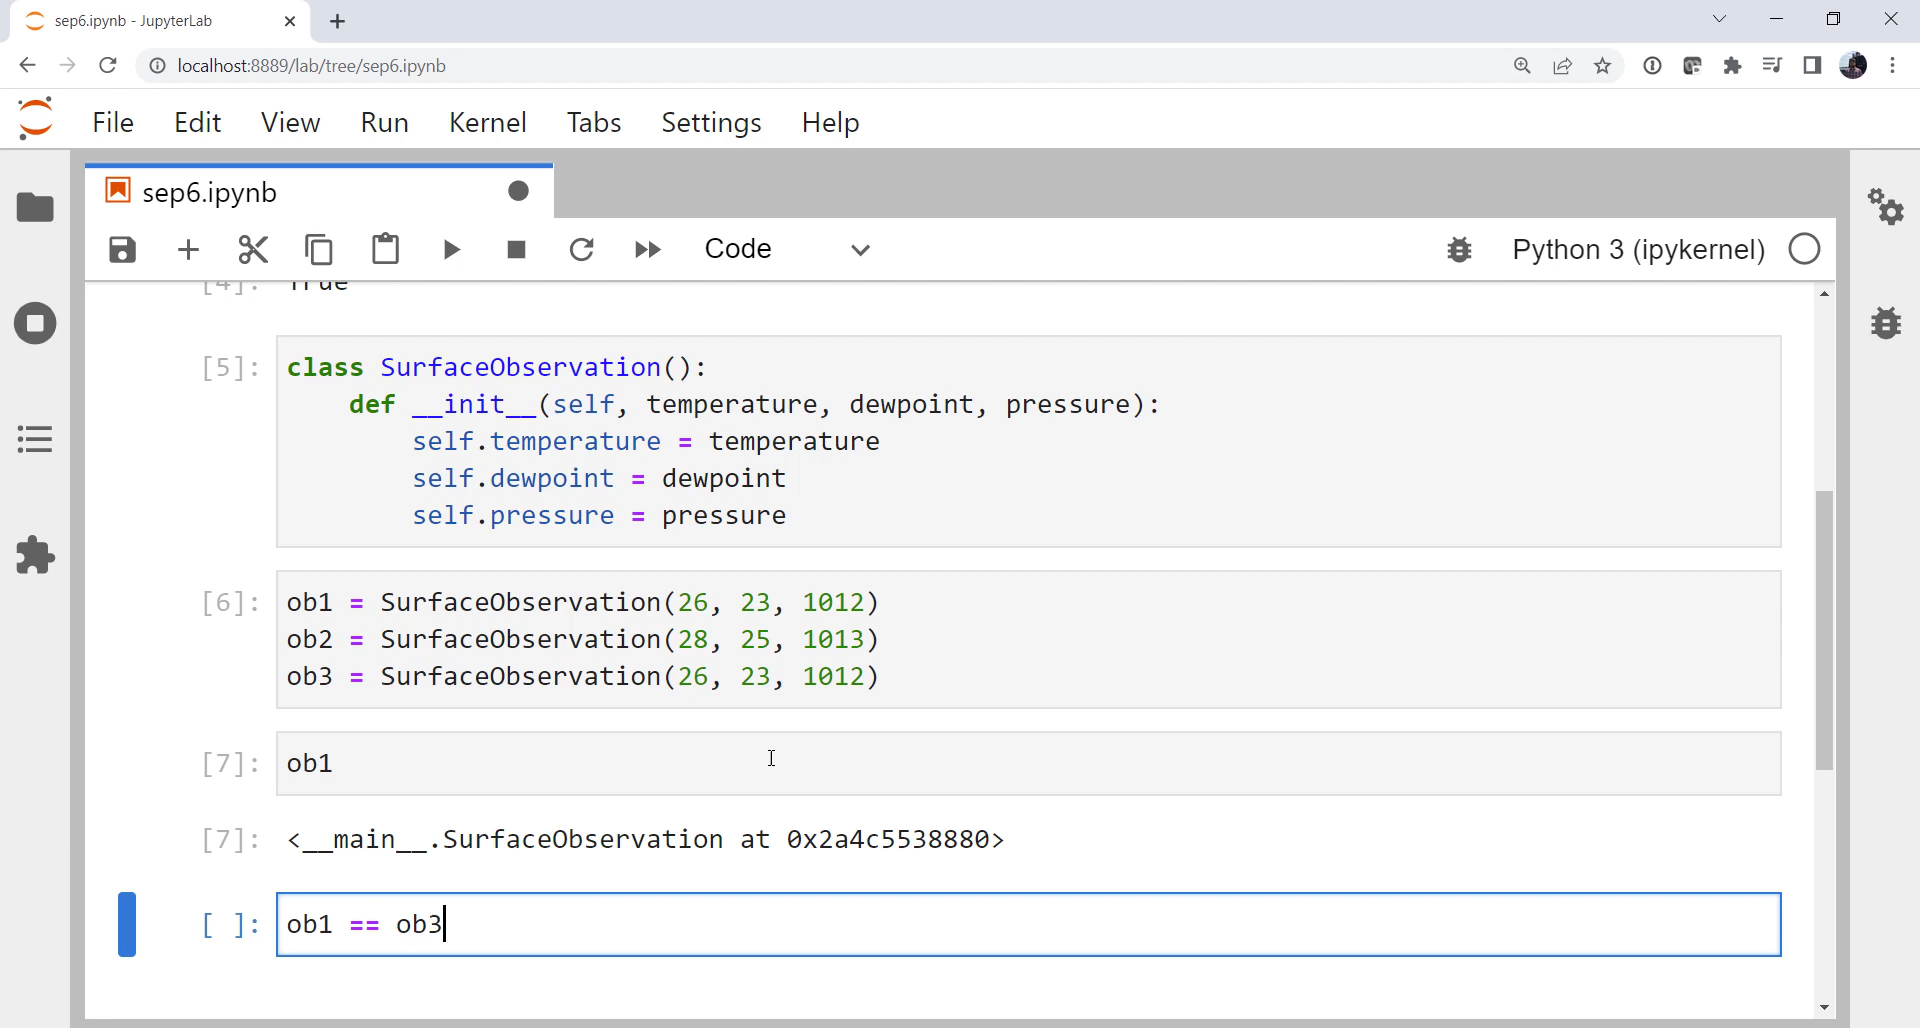 sep6.ipynb - JupyterLab
localhost:8889/lab/tree/sep6.ipynb
File Edit View Run Kernel Tabs Settings Help
sep6.ipynb
Code
Python 3 (ipykernel)
[4]: True
[5]: class SurfaceObservation():
    def __init__(self, temperature, dewpoint, pressure):
        self.temperature = temperature
        self.dewpoint = dewpoint
        self.pressure = pressure
[6]: ob1 = SurfaceObservation(26, 23, 1012)
ob2 = SurfaceObservation(28, 25, 1013)
ob3 = SurfaceObservation(26, 23, 1012)
[7]: ob1
[7]: <__main__.SurfaceObservation at 0x2a4c5538880>
[ ]: ob1 == ob3